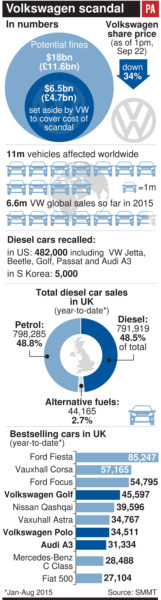 Volkswagen scandal
PA
In numbers
Potential fines
$18bn
(£11.6bn)
$6.5bn
(£4.7bn)
set aside by VW
to cover cost of
scandal
Volkswagen
share price
(as of 1pm,
Sep 22)
down
34%
11m vehicles affected worldwide
=1m
6.6m VW global sales so far in 2015
Diesel cars recalled:
in US: 482,000 including VW Jetta,
Beetle, Golf, Passat and Audi A3
in S Korea: 5,000
Total diesel car sales
in UK
(year-to-date*)
Petrol:
798,285
48.8%
Diesel:
791,919
48.5%
of total
Alternative fuels:
44,165
2.7%
Bestselling cars in UK
(year-to-date*)
Ford Fiesta 85,247
Vauxhall Corsa 57,165
Ford Focus 54,795
Volkswagen Golf 45,597
Nissan Qashqai 39,596
Vaxuhall Astra 34,767
Volkswagen Polo 34,511
Audi A3 31,334
Mercedes-Benz
C Class 28,488
Fiat 500 27,104
*Jan-Aug 2015
Source: SMMT